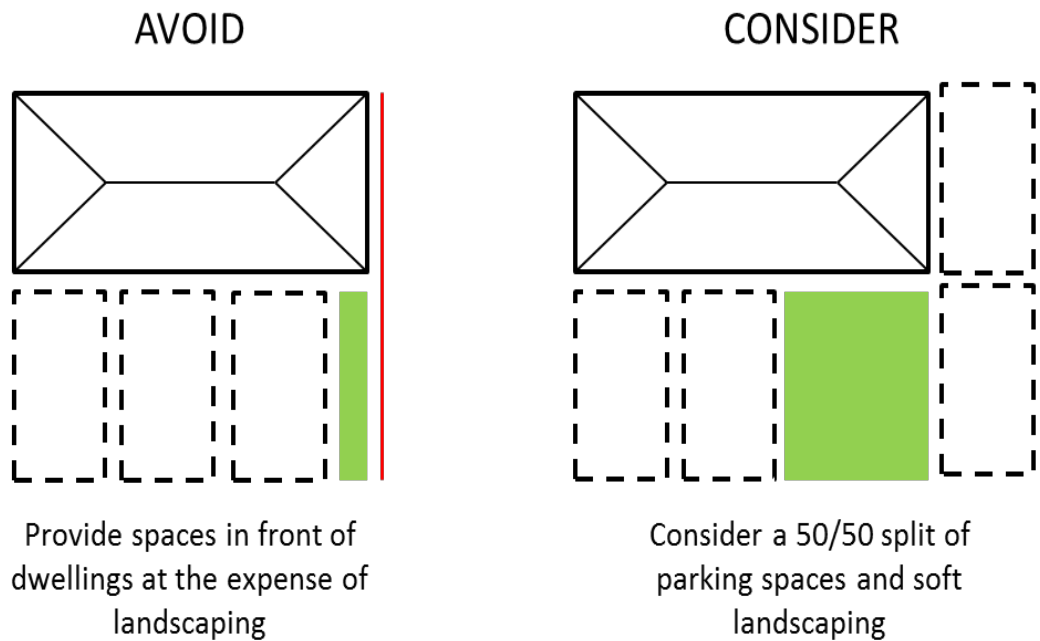 AVOID
CONSIDER
Provide spaces in front of
dwellings at the expense of
landscaping
Consider a 50/50 split of
parking spaces and soft
landscaping